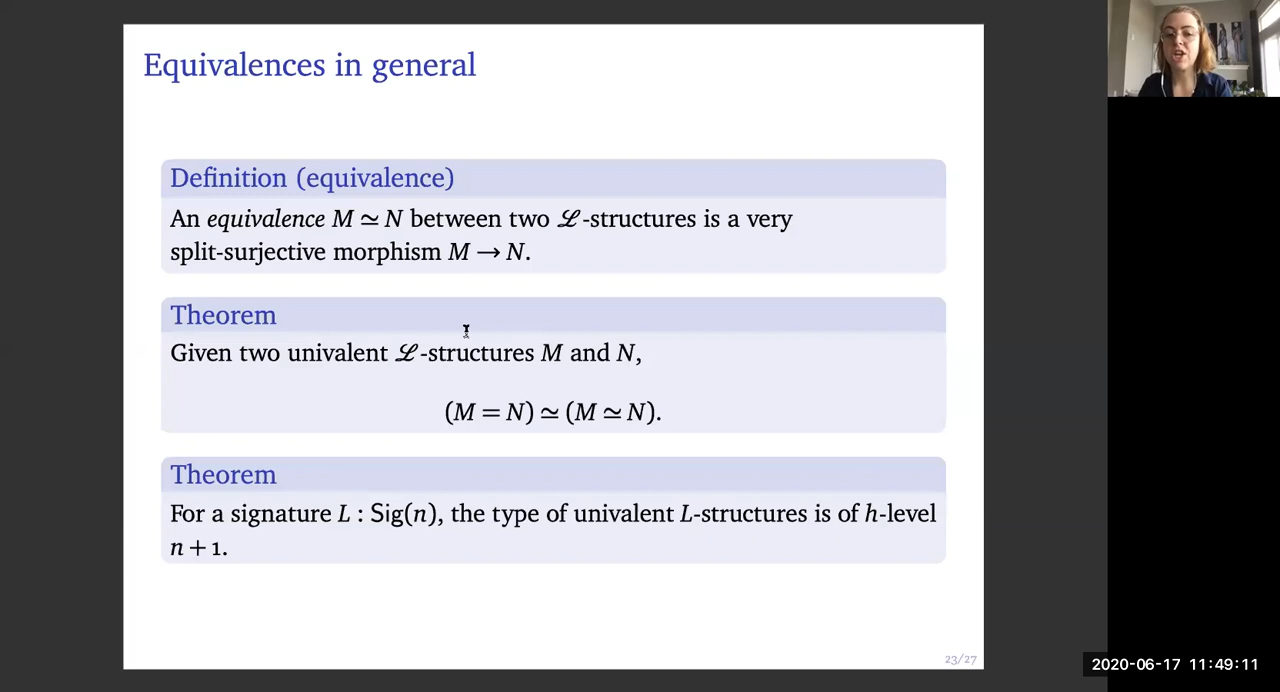 Equivalences in general
Definition (equivalence)
An equivalence M ≃ N between two ℒ-structures is a very
split-surjective morphism M → N.
Theorem
Given two univalent ℒ-structures M and N,
(M = N) ≃ (M ≃ N).
Theorem
For a signature L : Sig(n), the type of univalent L-structures is of h-level
n + 1.
23/27
2020-06-17 11:49:11